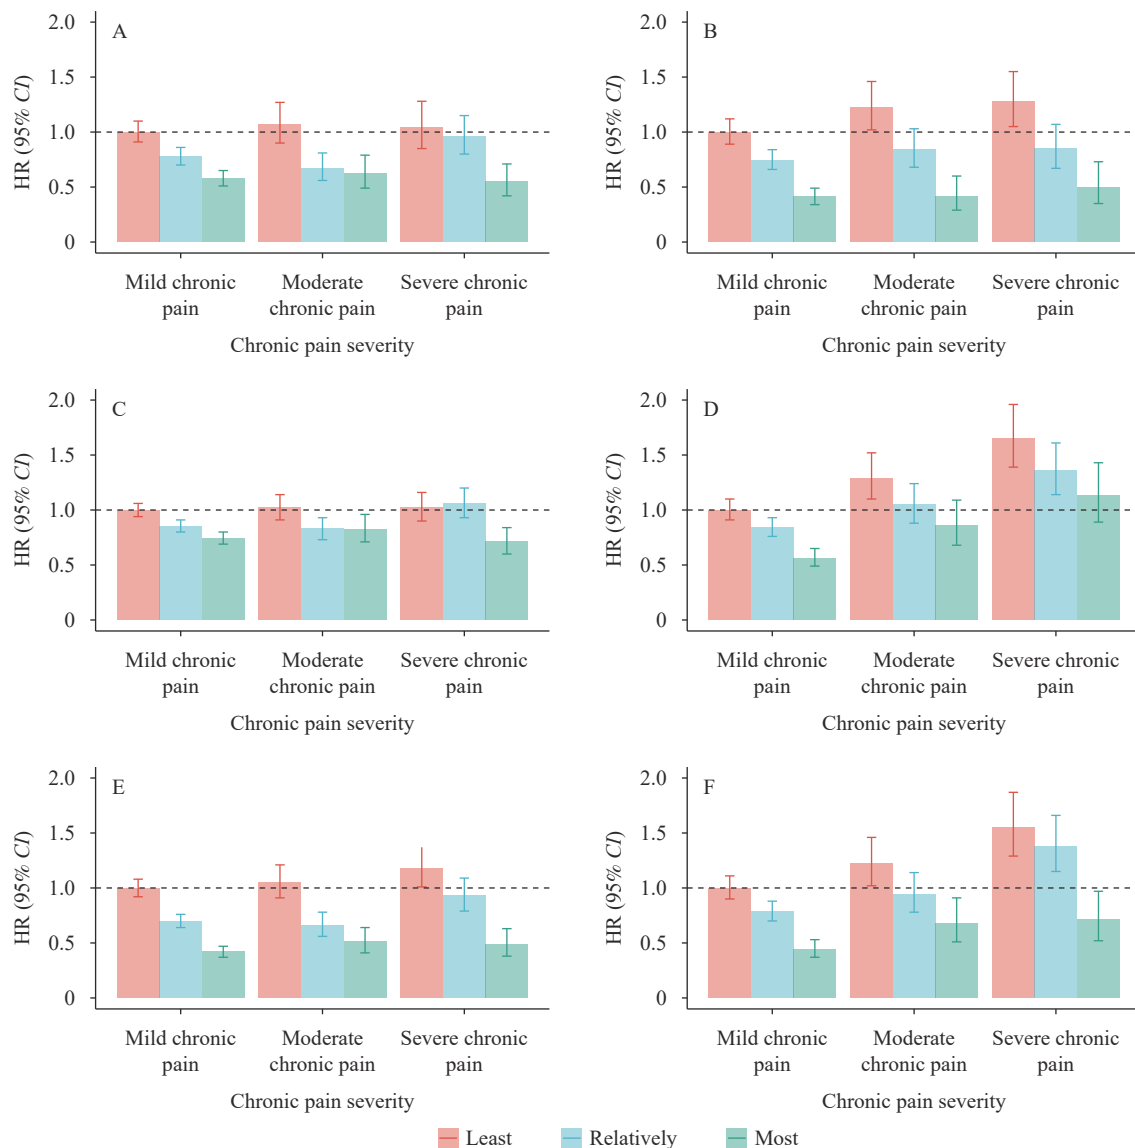 A
HR (95% CI)
2.0
1.5
1.0
0.5
0
Mild chronic pain
Moderate chronic pain
Severe chronic pain
Chronic pain severity
B
HR (95% CI)
2.0
1.5
1.0
0.5
0
Mild chronic pain
Moderate chronic pain
Severe chronic pain
Chronic pain severity
C
HR (95% CI)
2.0
1.5
1.0
0.5
0
Mild chronic pain
Moderate chronic pain
Severe chronic pain
Chronic pain severity
D
HR (95% CI)
2.0
1.5
1.0
0.5
0
Mild chronic pain
Moderate chronic pain
Severe chronic pain
Chronic pain severity
E
HR (95% CI)
2.0
1.5
1.0
0.5
0
Mild chronic pain
Moderate chronic pain
Severe chronic pain
Chronic pain severity
F
HR (95% CI)
2.0
1.5
1.0
0.5
0
Mild chronic pain
Moderate chronic pain
Severe chronic pain
Chronic pain severity
Least
Relatively
Most